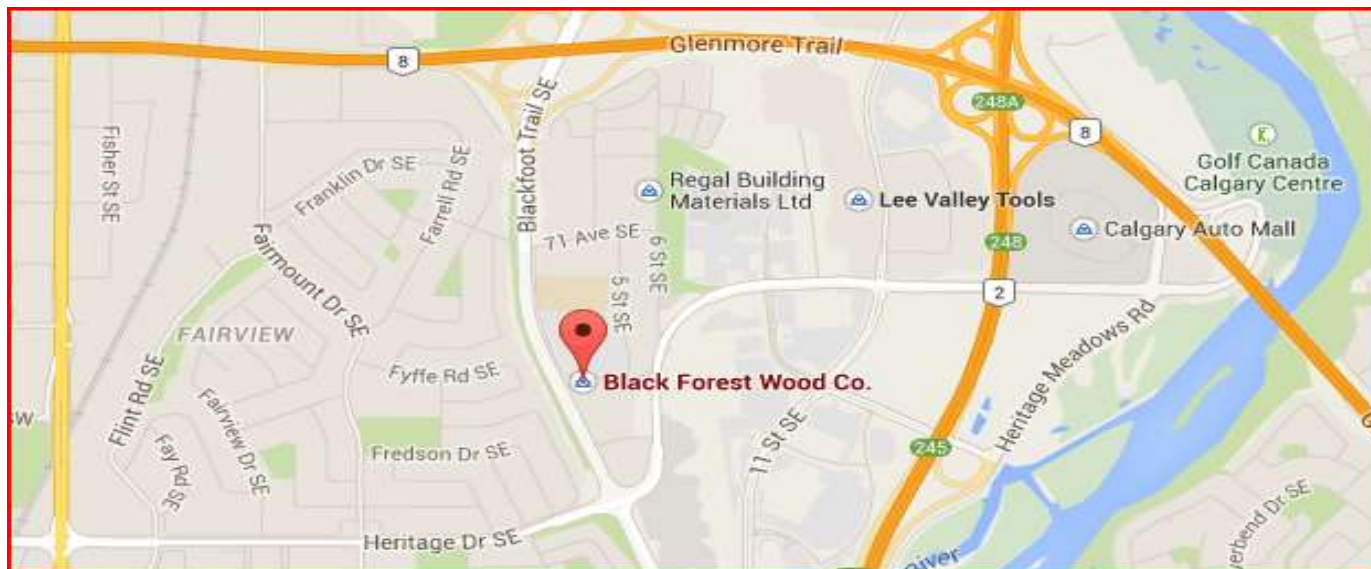 Glenmore Trail
8
248A
8
Golf Canada
Calgary Centre
Fisher St SE
Franklin Dr SE
Farrell Rd SE
Blackfoot Trail SE
Regal Building
Materials Ltd
Lee Valley Tools
Calgary Auto Mall
71 Ave SE
6 St SE
5 St SE
248
2
Fairmount Dr SE
FAIRVIEW
Heritage Meadows Rd
Flint Rd SE
Fyffe Rd SE
Black Forest Wood Co.
SW
Fairview Dr SE
Fay Rd SE
Fredson Dr SE
11 St SE
245
Heritage Dr SE
River
erbend Dr SE